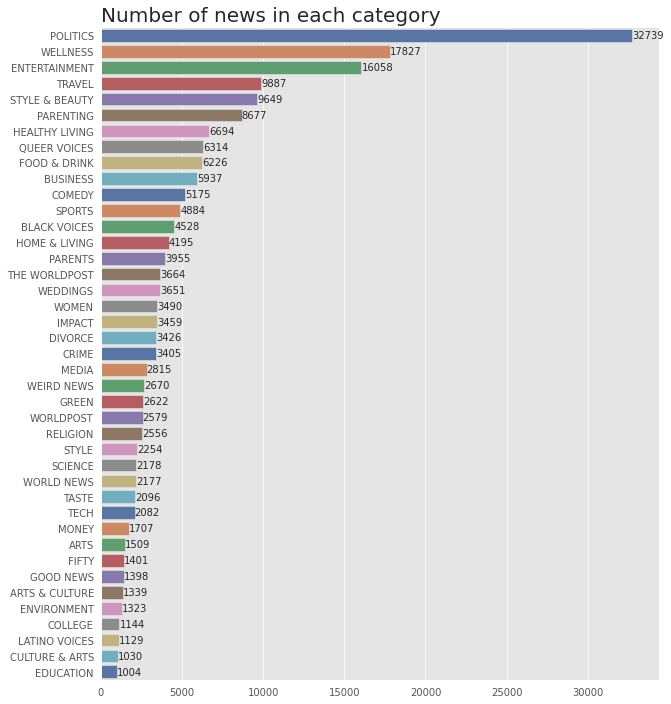 Number of news in each category
POLITICS 32739
WELLNESS 17827
ENTERTAINMENT 16058
TRAVEL 9887
STYLE & BEAUTY 9649
PARENTING 8677
HEALTHY LIVING 6694
QUEER VOICES 6314
FOOD & DRINK 6226
BUSINESS 5937
COMEDY 5175
SPORTS 4884
BLACK VOICES 4528
HOME & LIVING 4195
PARENTS 3955
THE WORLDPOST 3664
WEDDINGS 3651
WOMEN 3490
IMPACT 3459
DIVORCE 3426
CRIME 3405
MEDIA 2815
WEIRD NEWS 2670
GREEN 2622
WORLDPOST 2579
RELIGION 2556
STYLE 2254
SCIENCE 2178
WORLD NEWS 2177
TASTE 2096
TECH 2082
MONEY 1707
ARTS 1509
FIFTY 1401
GOOD NEWS 1398
ARTS & CULTURE 1339
ENVIRONMENT 1323
COLLEGE 1144
LATINO VOICES 1129
CULTURE & ARTS 1030
EDUCATION 1004
0 5000 10000 15000 20000 25000 30000